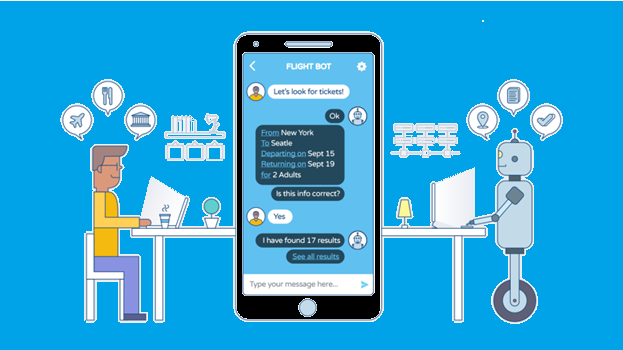 FLIGHT BOT
Let's look for tickets!
Ok
From New York
To Seatle
Departing on Sept 15
Returning on Sept 19
for 2 Adults
Is this info correct?
Yes
I have found 17 results
See all results
Type your message here...